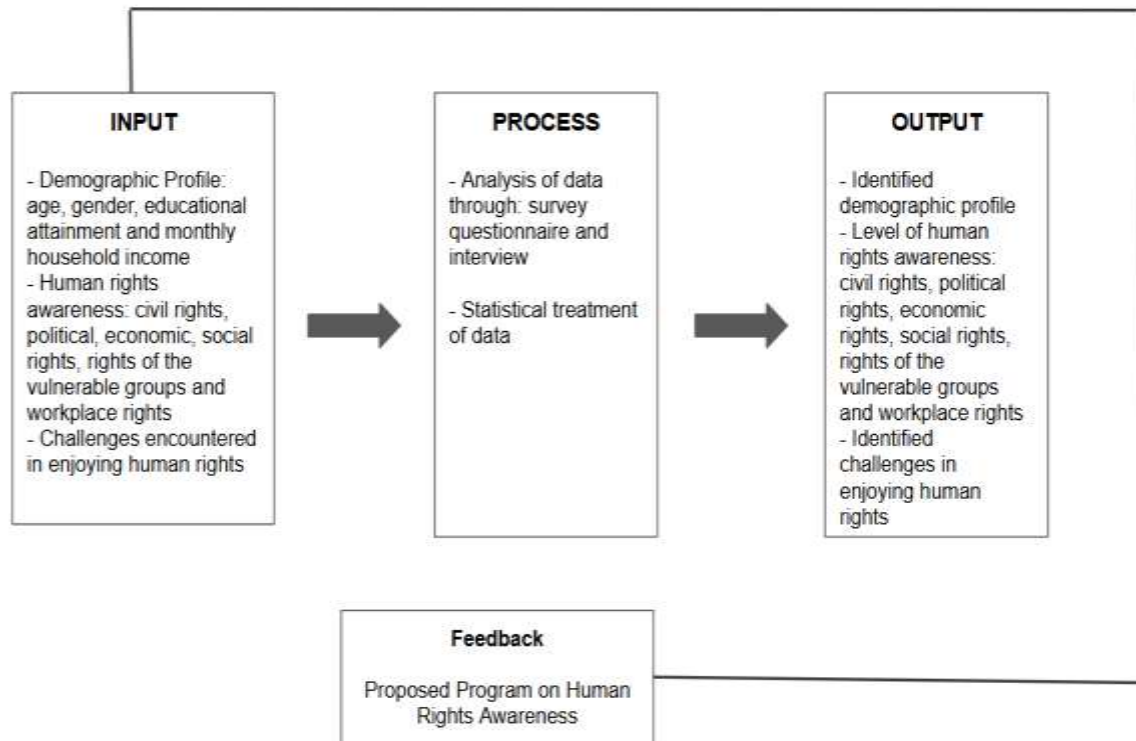 INPUT
- Demographic Profile:
age, gender, educational
attainment and monthly
household income
- Human rights
awareness: civil rights,
political, economic, social
rights, rights of the
vulnerable groups and
workplace rights
- Challenges encountered
in enjoying human rights
PROCESS
- Analysis of data
through: survey
questionnaire and
interview
- Statistical treatment
of data
OUTPUT
- Identified
demographic profile
- Level of human
rights awareness:
civil rights, political
rights, economic
rights, social rights,
rights of the
vulnerable groups
and workplace rights
- Identified
challenges in
enjoying human
rights
Feedback
Proposed Program on Human
Rights Awareness